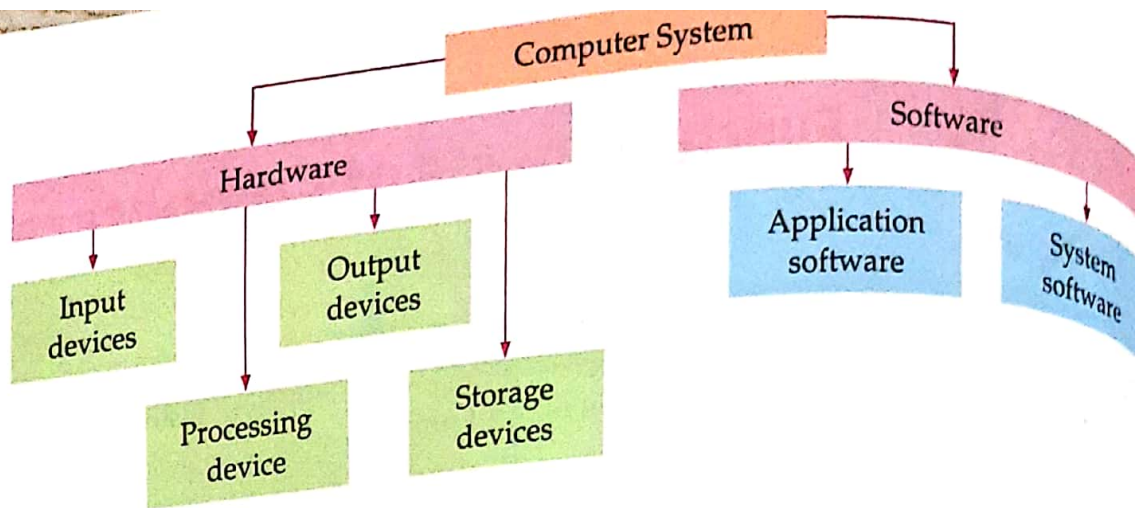 Computer System
Hardware
Software
Input
devices
Processing
device
Output
devices
Storage
devices
Application
software
System
software